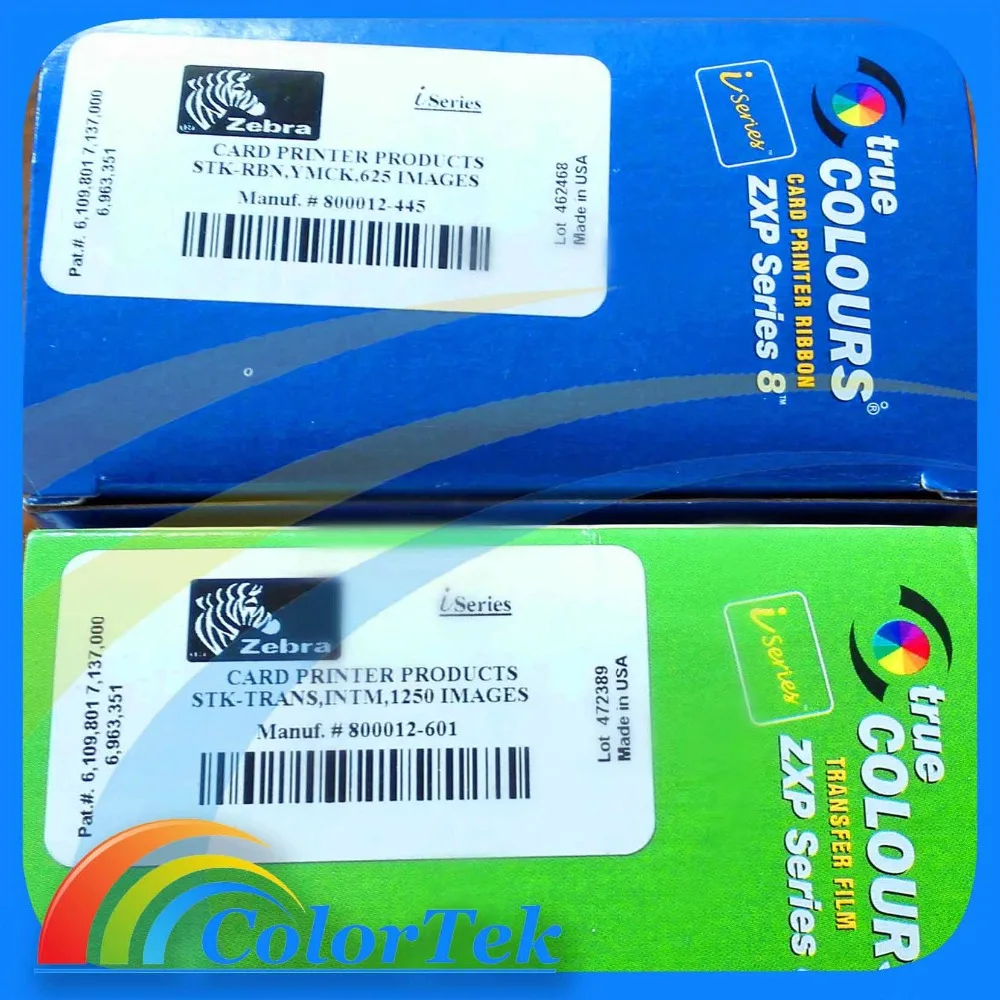 Zebra
i Series
CARD PRINTER PRODUCTS
STK-RBN,YMCK,625 IMAGES
Manuf. # 800012-445
Pat.#. 6,109,801 7,137,000
6,963,351
Lot 462468
Made in USA
i Series™
true
COLOURS®
CARD PRINTER RIBBON
ZXP Series 8™
Zebra
i Series
CARD PRINTER PRODUCTS
STK-TRANS,INTM,1250 IMAGES
Manuf. # 800012-601
Pat.#. 6,109,801 7,137,000
6,963,351
Lot 472389
Made in USA
i Series
true
COLOURS
TRANSFER FILM
ZXP Series
ColorTek